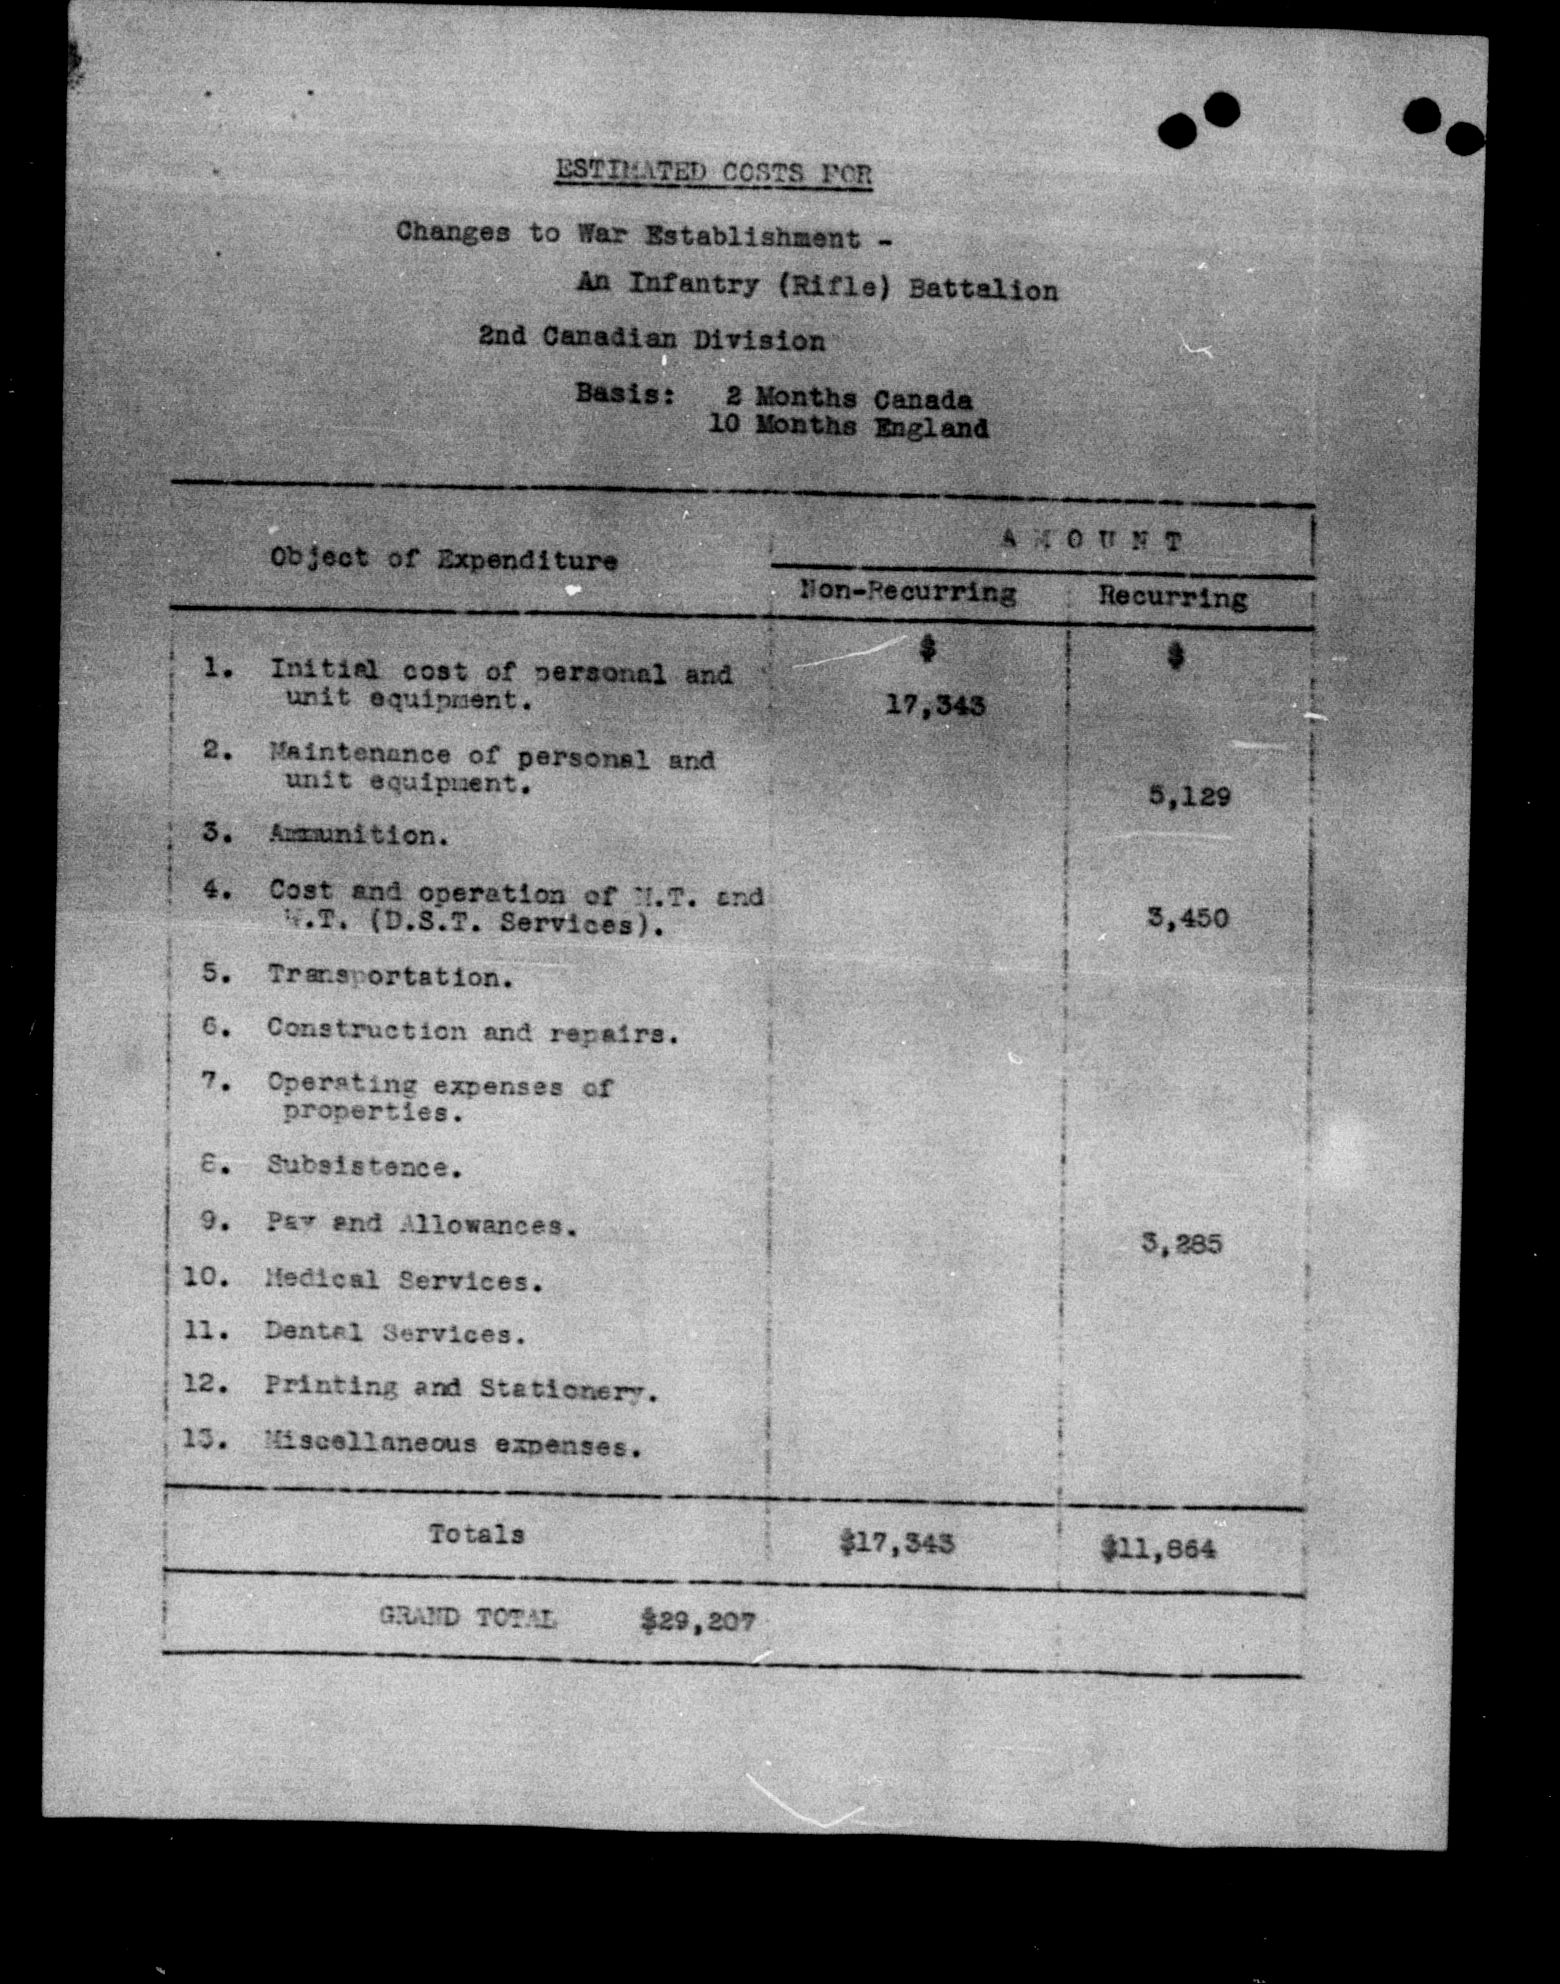 ESTIMATED COSTS FOR
Changes to War Establishment -
An Infantry (Rifle) Battalion
2nd Canadian Division
Basis: 2 Months Canada
10 Months England
Object of Expenditure
AMOUNT
Non-Recurring Recurring
$ $
1. Initial cost of personal and
unit equipment. 17,343
2. Maintenance of personal and
unit equipment. 5,129
3. Ammunition.
4. Cost and operation of M.T. and
W.T. (D.S.T. Services). 3,450
5. Transportation.
6. Construction and repairs.
7. Operating expenses of
properties.
8. Subsistence.
9. Pay and Allowances. 3,285
10. Medical Services.
11. Dental Services.
12. Printing and Stationery.
13. Miscellaneous expenses.
Totals $17,343 $11,864
GRAND TOTAL $29,207